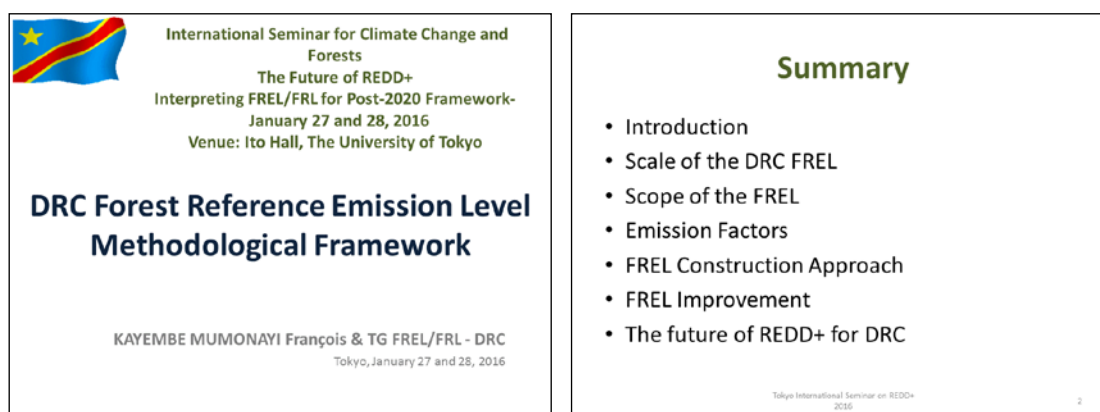 International Seminar for Climate Change and
Forests
The Future of REDD+
Interpreting FREL/FRL for Post-2020 Framework-
January 27 and 28, 2016
Venue: Ito Hall, The University of Tokyo
DRC Forest Reference Emission Level
Methodological Framework
KAYEMBE MUMONAYI François & TG FREL/FRL - DRC
Tokyo, January 27 and 28, 2016
Summary
• Introduction
• Scale of the DRC FREL
• Scope of the FREL
• Emission Factors
• FREL Construction Approach
• FREL Improvement
• The future of REDD+ for DRC
Tokyo International Seminar on REDD+
2016
2